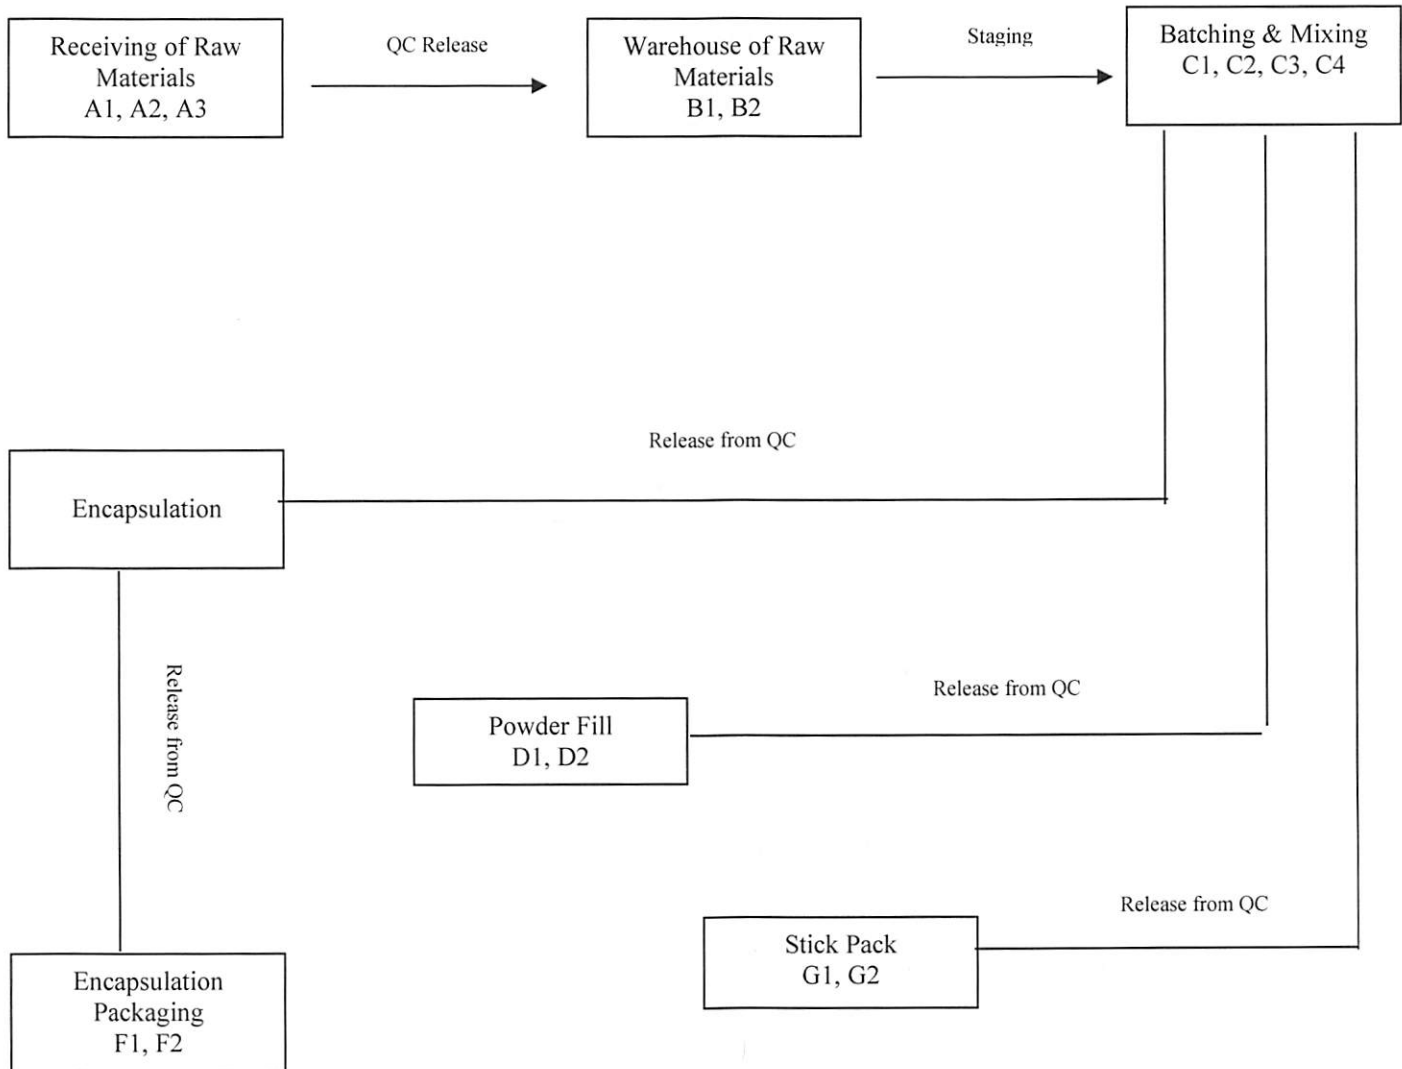 Receiving of Raw
Materials
A1, A2, A3
QC Release
Warehouse of Raw
Materials
B1, B2
Staging
Batching & Mixing
C1, C2, C3, C4
Release from QC
Encapsulation
Release from QC
Release from QC
Powder Fill
D1, D2
Release from QC
Stick Pack
G1, G2
Encapsulation
Packaging
F1, F2